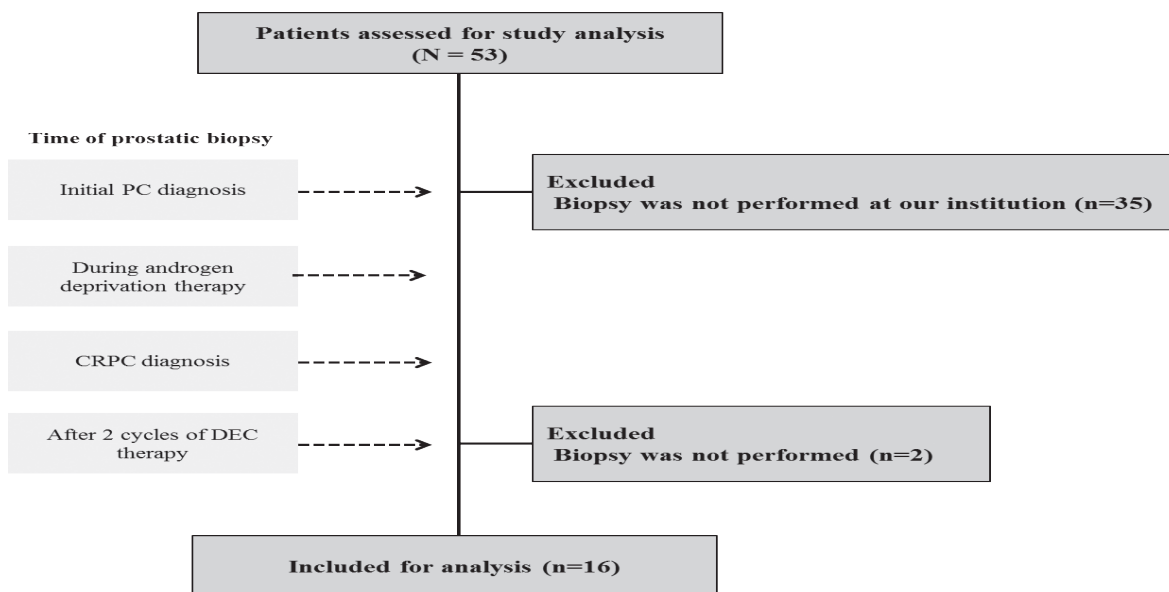 Patients assessed for study analysis
(N = 53)
Time of prostatic biopsy
Initial PC diagnosis
Excluded
Biopsy was not performed at our institution (n=35)
During androgen
deprivation therapy
CRPC diagnosis
After 2 cycles of DEC
therapy
Excluded
Biopsy was not performed (n=2)
Included for analysis (n=16)